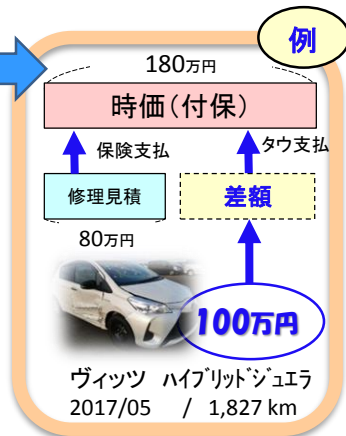 例
180万円
時価(付保)
保険支払
タウ支払
修理見積
差額
80万円
100万円
ヴィッツ ハイブリッドジュエラ
2017/05 / 1,827 km